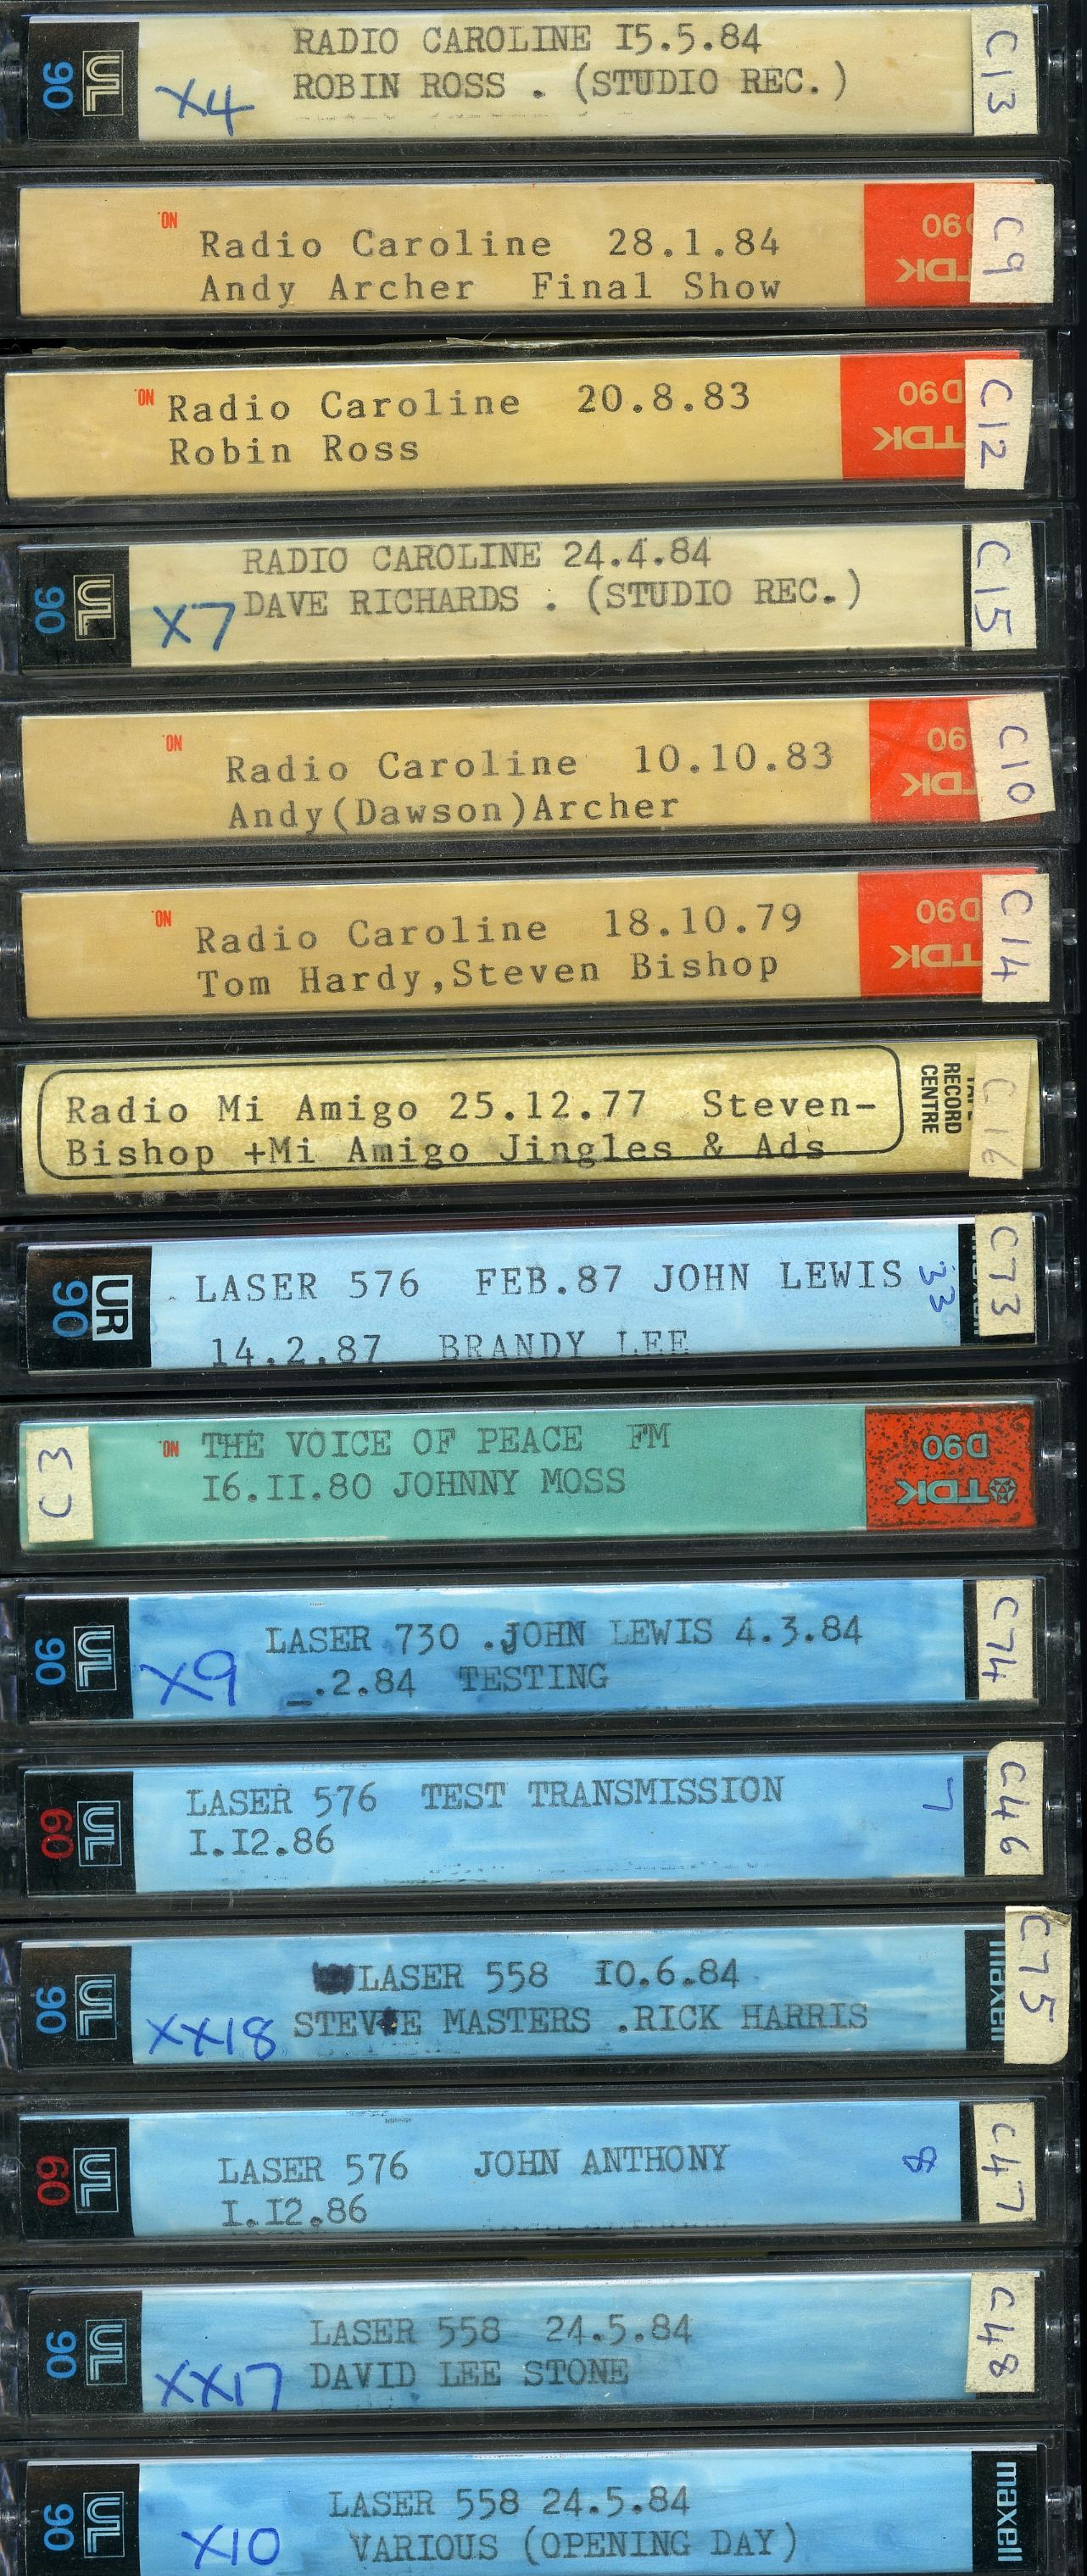 RADIO CAROLINE I5.5.84
ROBIN ROSS . (STUDIO REC.)
X4
90
UL
C13
NO.
Radio Caroline 28.1.84
Andy Archer Final Show
D90
TDK
C9
NO.
Radio Caroline 20.8.83
Robin Ross
D90
TDK
C12
RADIO CAROLINE 24.4.84
DAVE RICHARDS . (STUDIO REC.)
X7
90
UL
C15
NO.
Radio Caroline 10.10.83
Andy(Dawson)Archer
90
TDK
C10
NO.
Radio Caroline 18.10.79
Tom Hardy,Steven Bishop
D90
TDK
C14
Radio Mi Amigo 25.12.77 Steven-
Bishop +Mi Amigo Jingles & Ads
TAPE
RECORD
CENTRE
C16
LASER 576 FEB.87 JOHN LEWIS
14.2.87 BRANDY LEE
33
90
UR
C73
NO.
THE VOICE OF PEACE FM
I6.II.80 JOHNNY MOSS
C3
D90
TDK
LASER 730 .JOHN LEWIS 4.3.84
_.2.84 TESTING
X9
90
UL
C74
LASER 576 TEST TRANSMISSION
I.I2.86
7
60
UL
C46
LASER 558 I0.6.84
STEVIE MASTERS .RICK HARRIS
XX18
90
UL
maxell
C75
LASER 576 JOHN ANTHONY
I.I2.86
8
60
UL
C47
LASER 558 24.5.84
DAVID LEE STONE
XX17
90
UL
C48
LASER 558 24.5.84
VARIOUS (OPENING DAY)
X10
90
UL
maxell